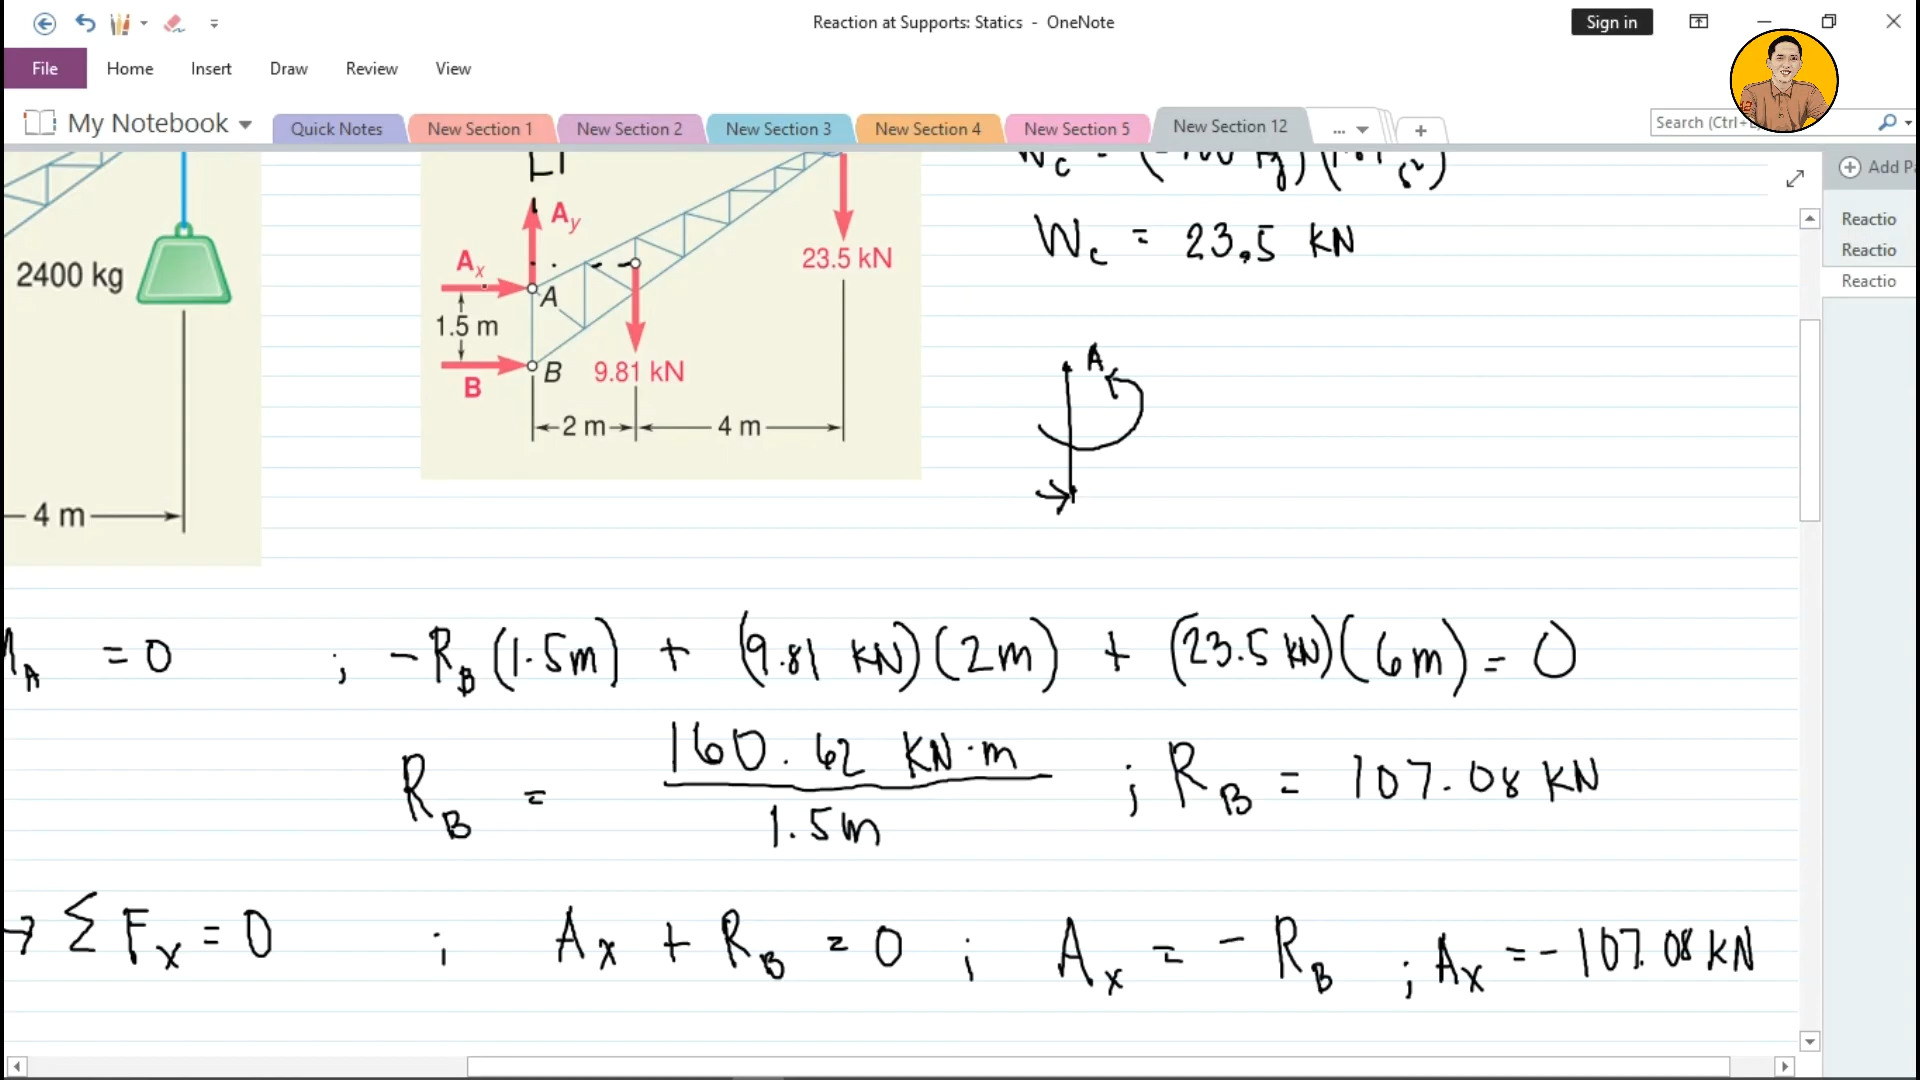 Reaction at Supports: Statics - OneNote
Sign in
File Home Insert Draw Review View
My Notebook
Quick Notes New Section 1 New Section 2 New Section 3 New Section 4 New Section 5 New Section 12 ... +
Search (Ctrl+
Add P
Reactio
Reactio
Reactio
2400 kg
4 m
Ay
Ax
A
1.5 m
B
B
9.81 kN
23.5 kN
2 m
4 m
Wc = 23.5 KN
A
A = 0 ; -RB (1.5m) + (9.81 KN)(2m) + (23.5 KN)(6m) = 0
RB = 160.62 KN·m / 1.5m ; RB = 107.08 KN
→ Σ Fx = 0 ; Ax + RB = 0 ; Ax = - RB ; Ax = - 107.08 KN